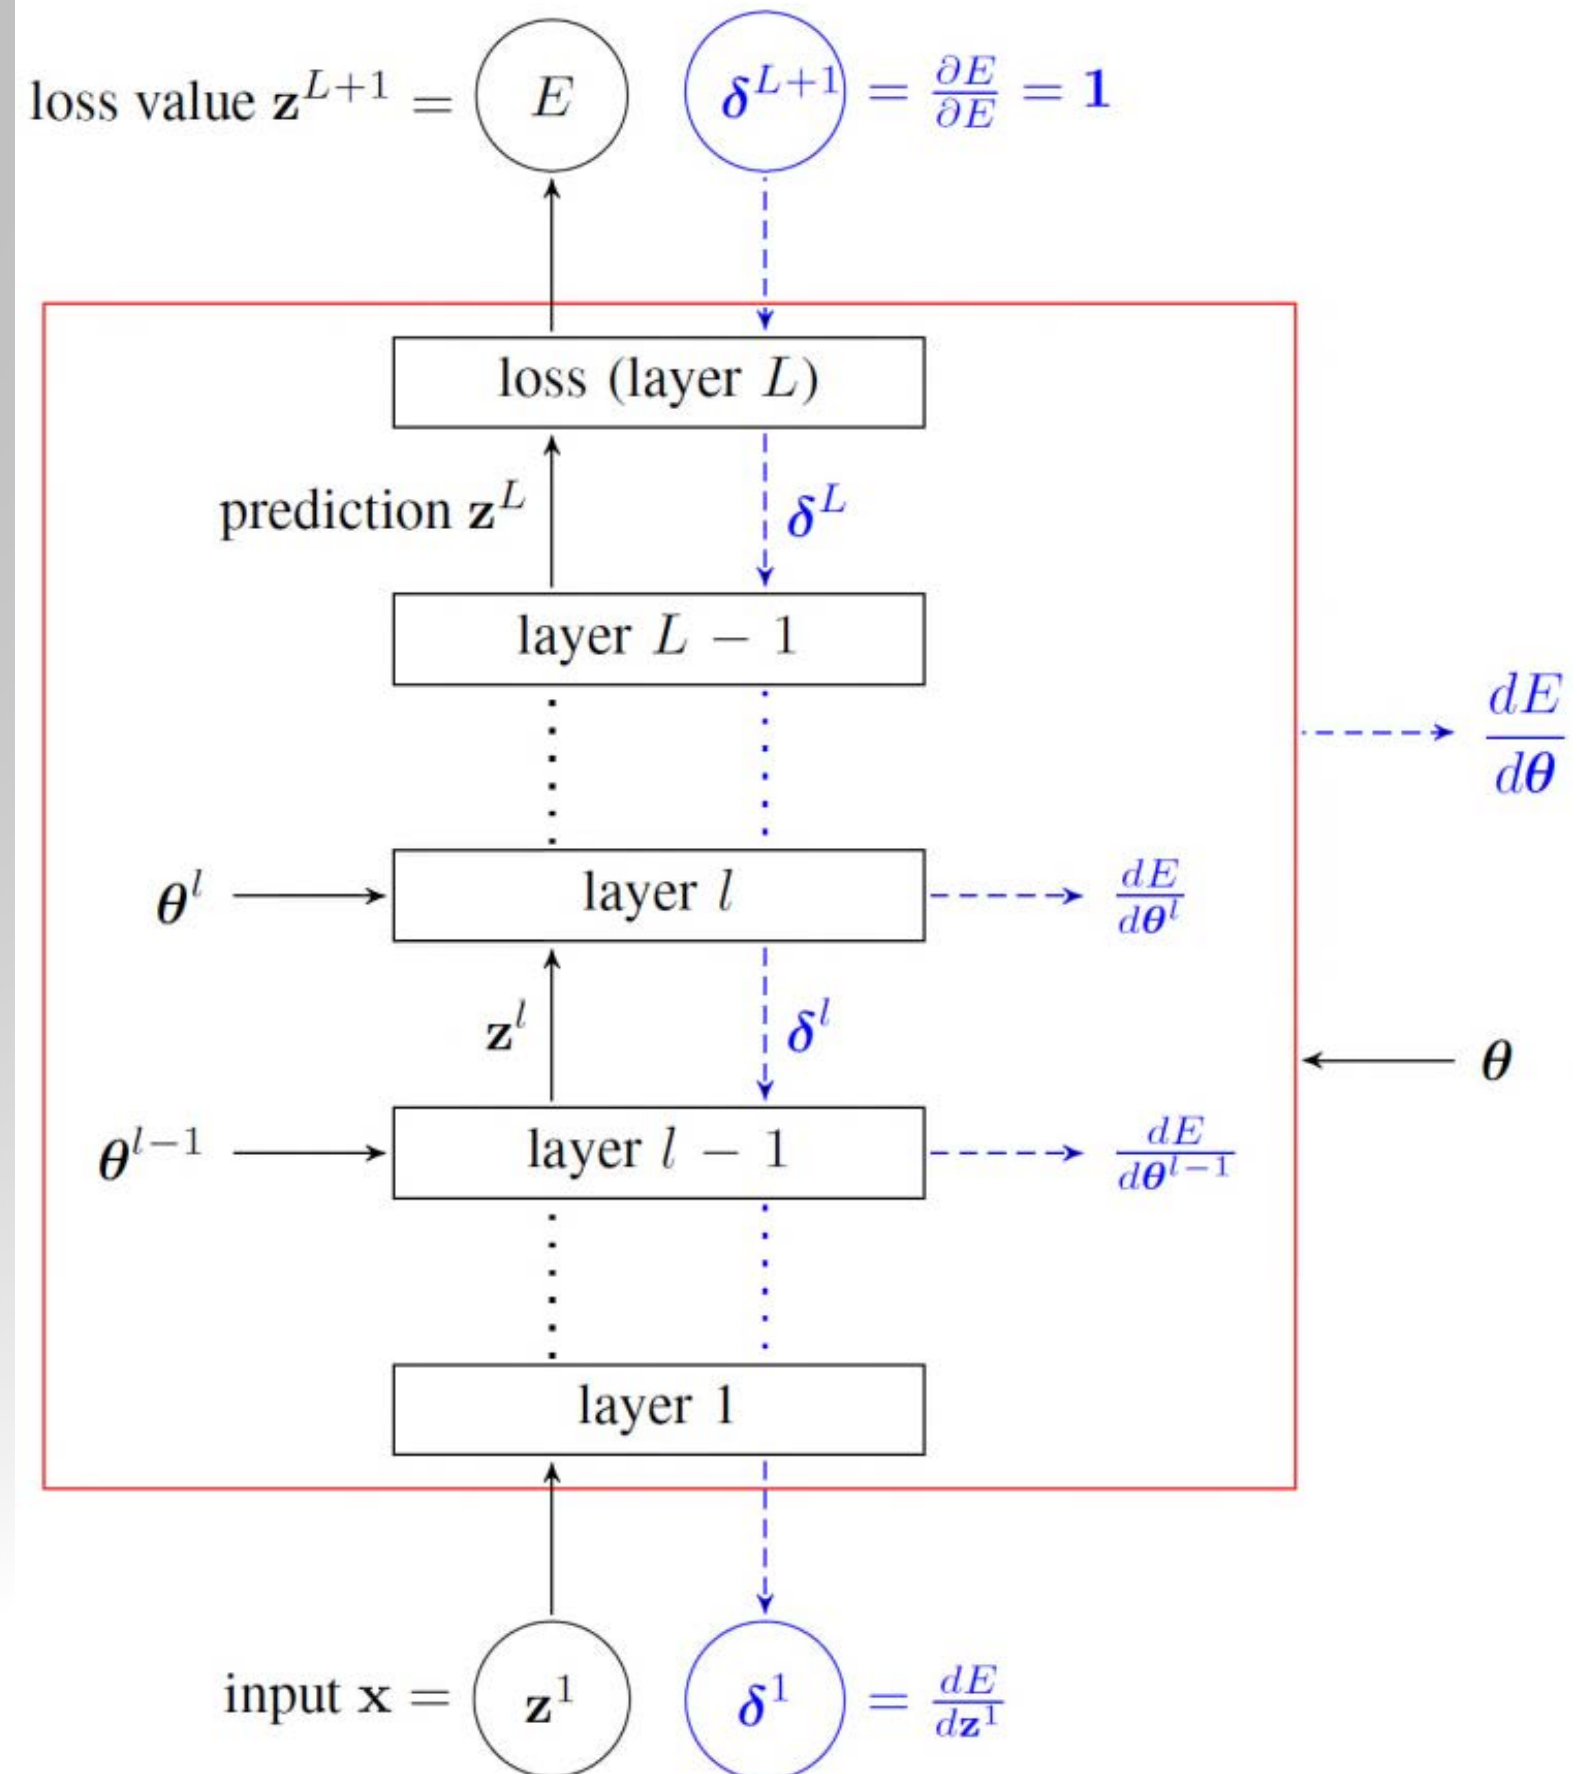 loss value z^{L+1} = E δ^{L+1} = ∂E/∂E = 1
loss (layer L)
prediction z^L δ^L
layer L − 1
dE/dθ
θ^l layer l dE/dθ^l
z^l δ^l
θ
θ^{l−1} layer l − 1 dE/dθ^{l−1}
layer 1
input x = z^1 δ^1 = dE/dz^1